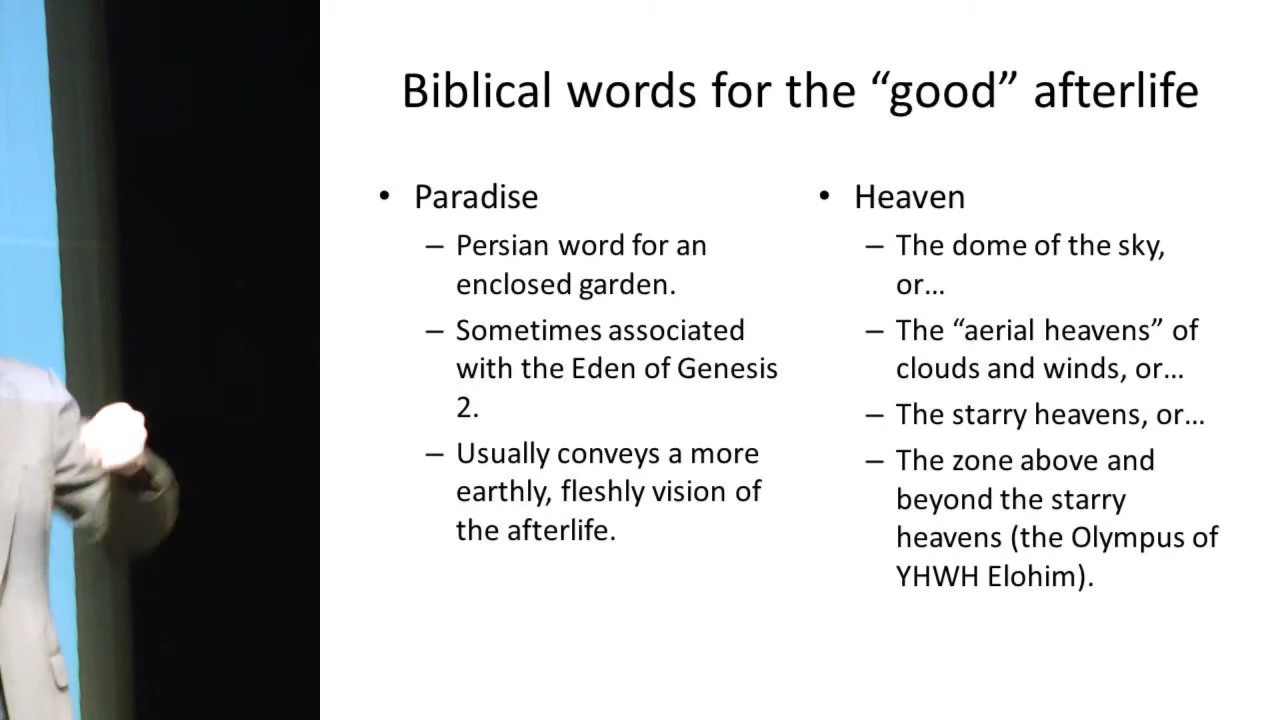 Biblical words for the “good” afterlife
• Paradise
– Persian word for an
enclosed garden.
– Sometimes associated
with the Eden of Genesis
2.
– Usually conveys a more
earthly, fleshly vision of
the afterlife.
• Heaven
– The dome of the sky,
or…
– The “aerial heavens” of
clouds and winds, or…
– The starry heavens, or…
– The zone above and
beyond the starry
heavens (the Olympus of
YHWH Elohim).